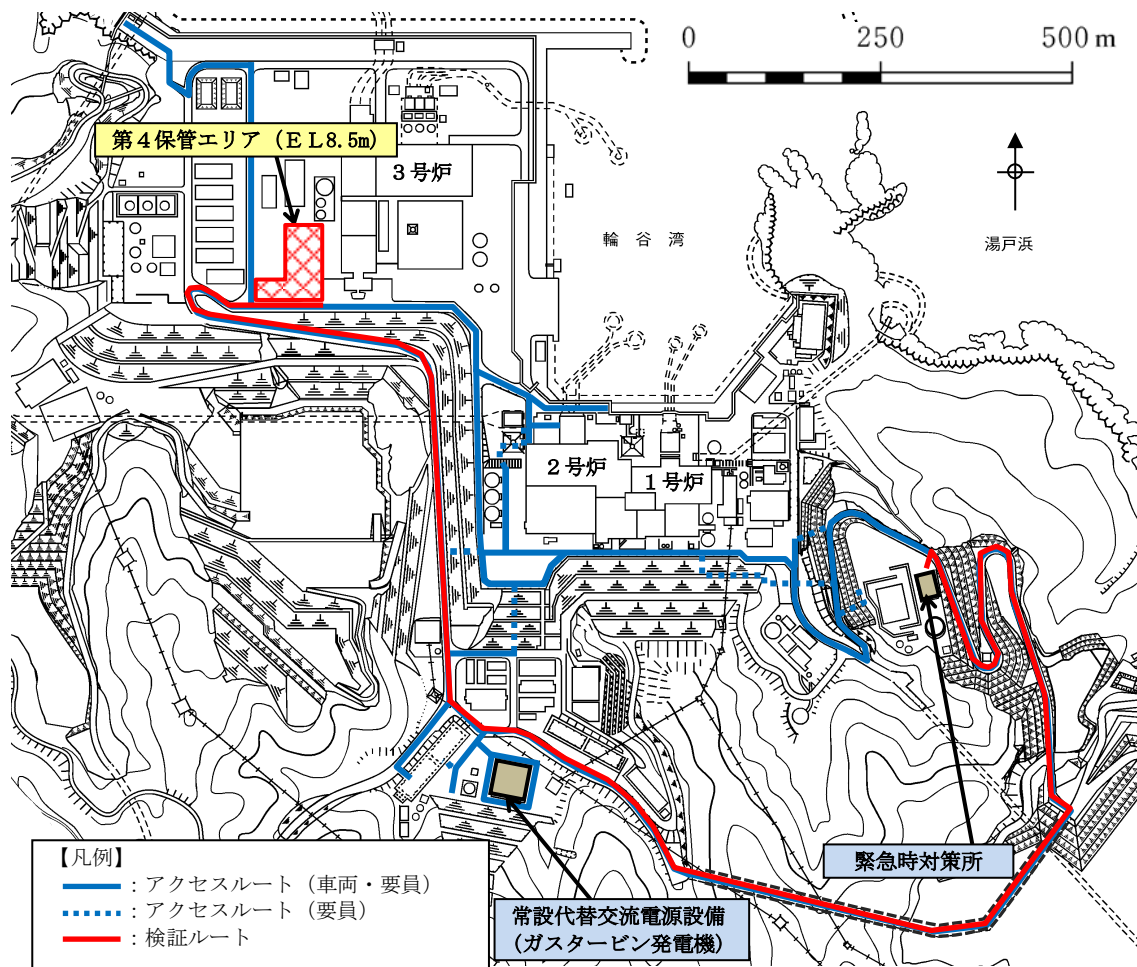 0 250 500 m
第4保管エリア（EL8.5m）
3号炉
輪谷湾
湯戸浜
2号炉
1号炉
緊急時対策所
常設代替交流電源設備
（ガスタービン発電機）
【凡例】
：アクセスルート（車両・要員）
：アクセスルート（要員）
：検証ルート